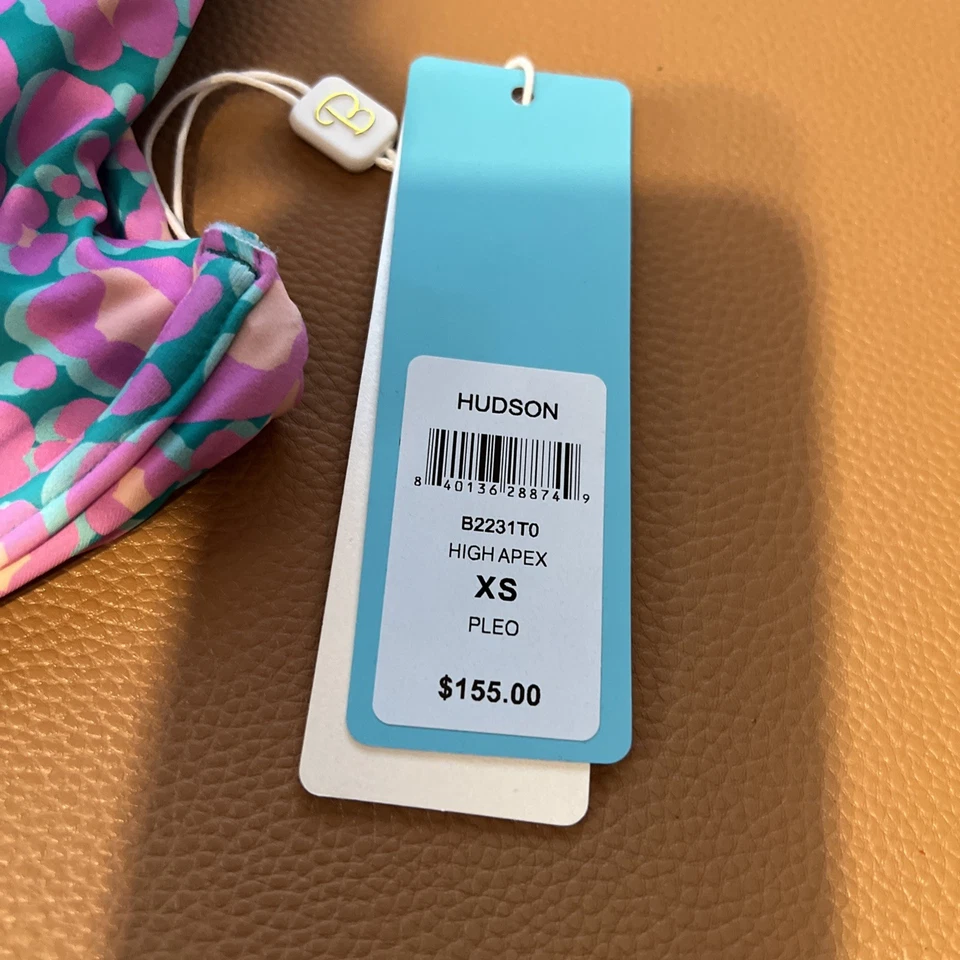 B
HUDSON
8 40136 28874 9
B2231T0
HIGH APEX
XS
PLEO
$155.00